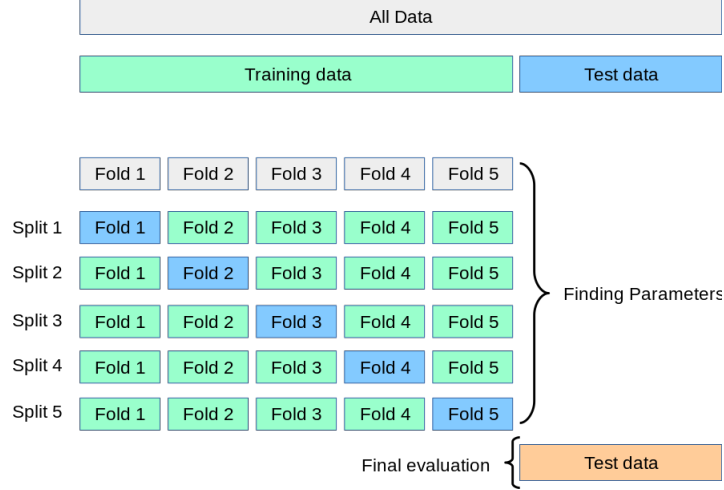 All Data
Training data Test data
Fold 1 Fold 2 Fold 3 Fold 4 Fold 5
Split 1 Fold 1 Fold 2 Fold 3 Fold 4 Fold 5
Split 2 Fold 1 Fold 2 Fold 3 Fold 4 Fold 5
Finding Parameters
Split 3 Fold 1 Fold 2 Fold 3 Fold 4 Fold 5
Split 4 Fold 1 Fold 2 Fold 3 Fold 4 Fold 5
Split 5 Fold 1 Fold 2 Fold 3 Fold 4 Fold 5
Final evaluation Test data